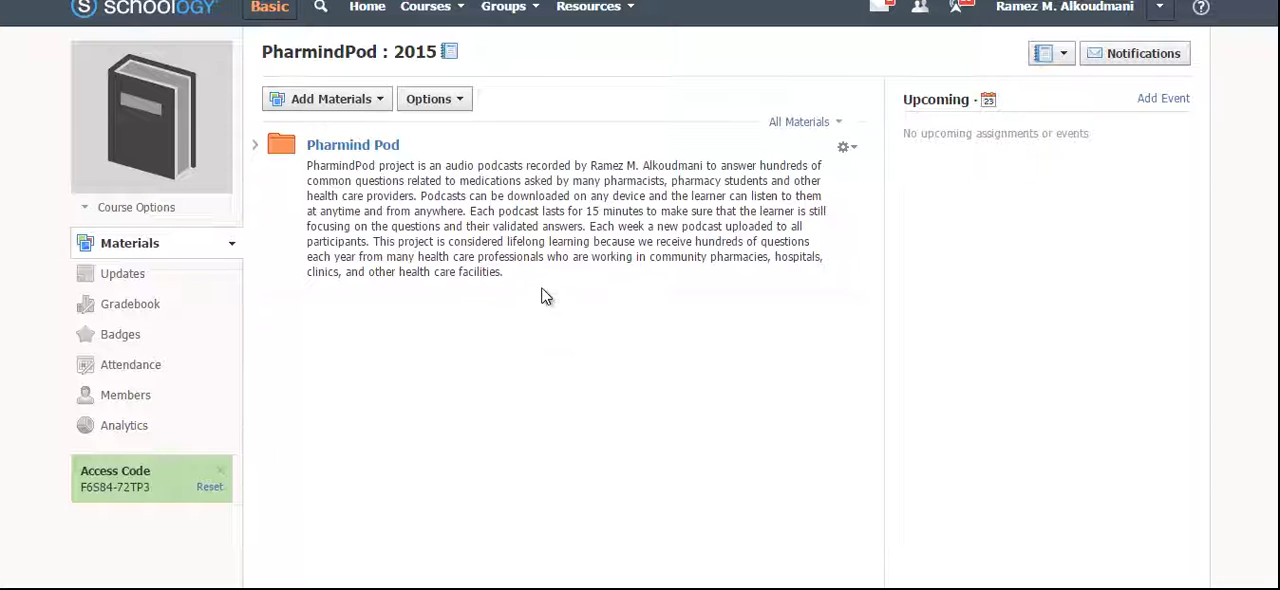 schoology
Basic
Home
Courses
Groups
Resources
Ramez M. Alkoudmani
PharmindPod : 2015
Notifications
Add Materials
Options
All Materials
Upcoming · 23
Add Event
No upcoming assignments or events
Pharmind Pod
PharmindPod project is an audio podcasts recorded by Ramez M. Alkoudmani to answer hundreds of
common questions related to medications asked by many pharmacists, pharmacy students and other
health care providers. Podcasts can be downloaded on any device and the learner can listen to them
at anytime and from anywhere. Each podcast lasts for 15 minutes to make sure that the learner is still
focusing on the questions and their validated answers. Each week a new podcast uploaded to all
participants. This project is considered lifelong learning because we receive hundreds of questions
each year from many health care professionals who are working in community pharmacies, hospitals,
clinics, and other health care facilities.
Course Options
Materials
Updates
Gradebook
Badges
Attendance
Members
Analytics
Access Code
F6S84-72TP3
Reset